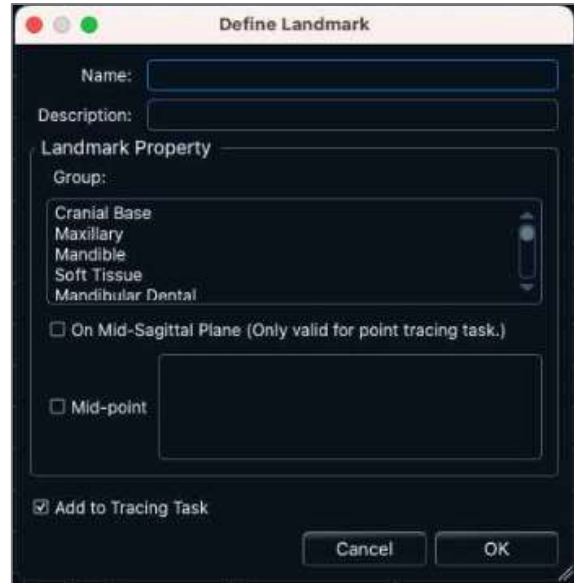 Define Landmark
Name:
Description:
Landmark Property
Group:
Cranial Base
Maxillary
Mandible
Soft Tissue
Mandibular Dental
On Mid-Sagittal Plane (Only valid for point tracing task.)
Mid-point
Add to Tracing Task
Cancel OK